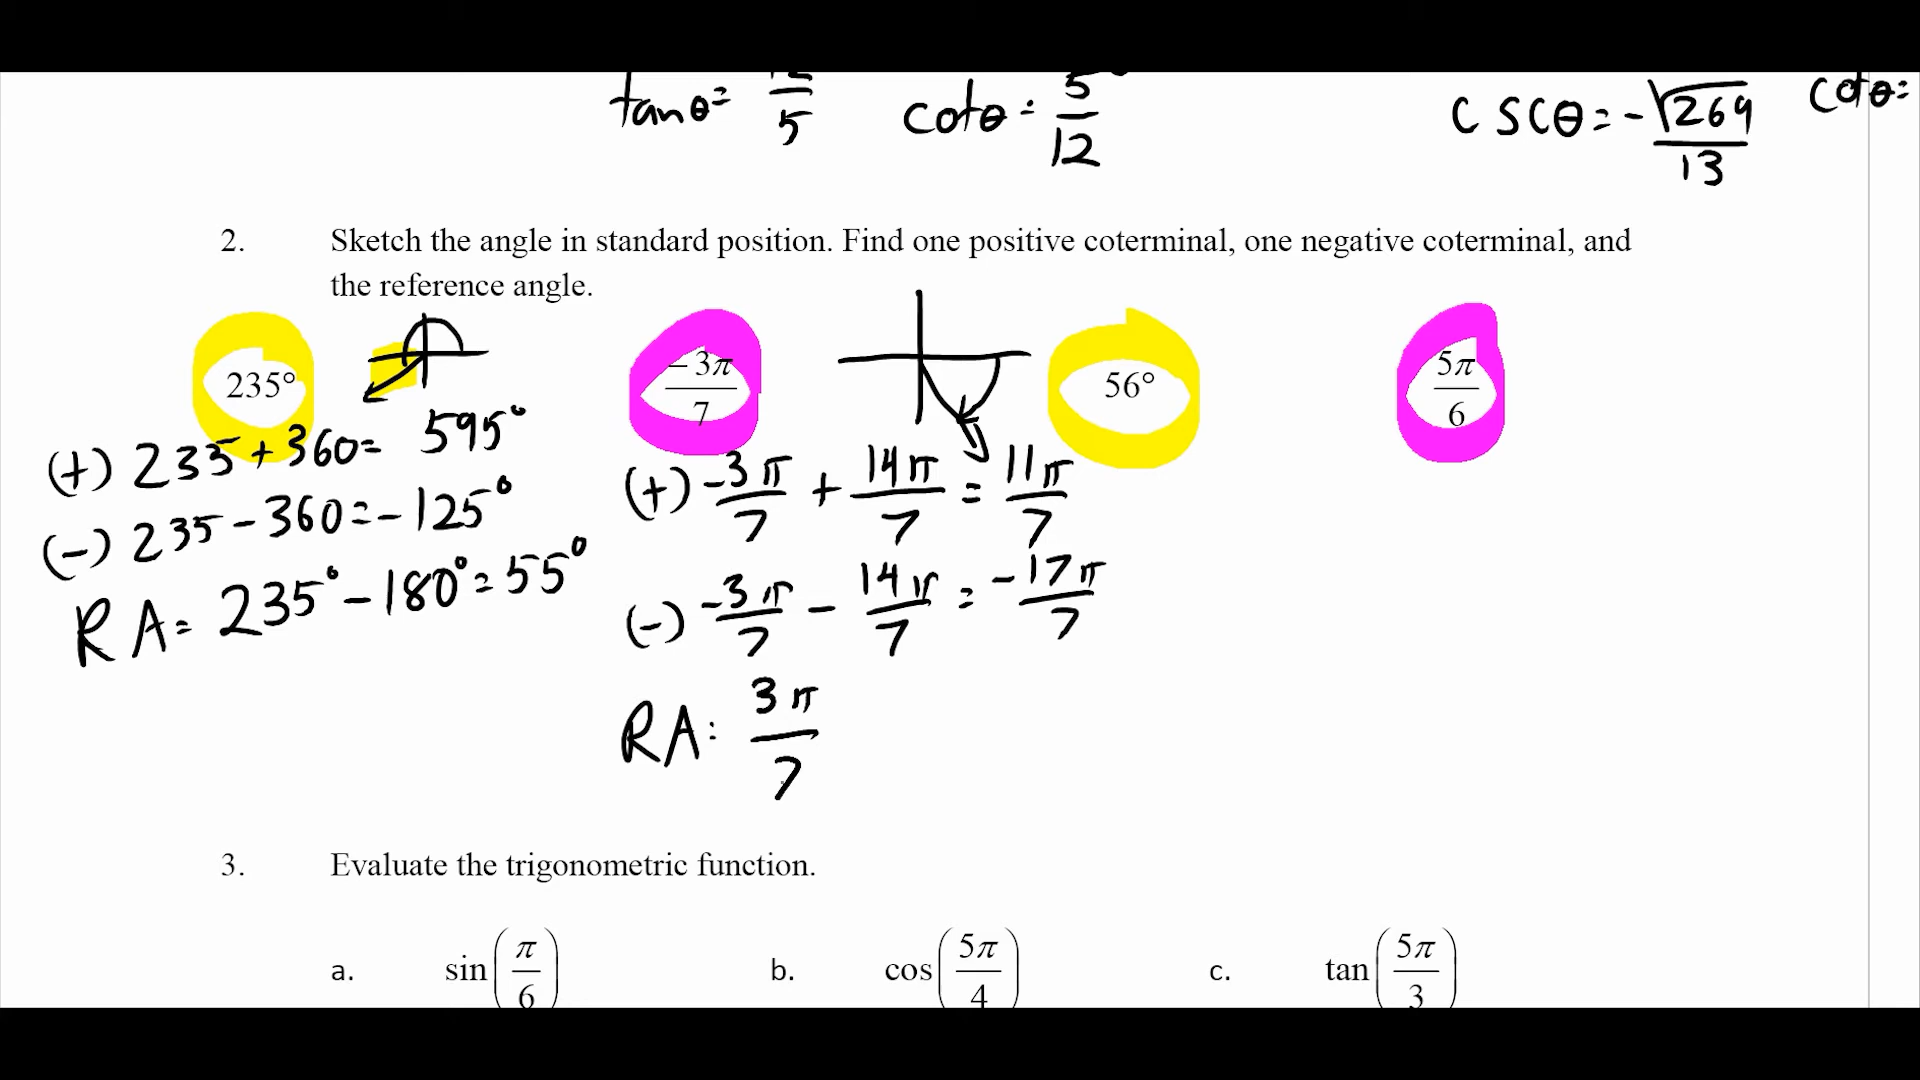 tanθ= 12/5 cotθ= 5/12 cscθ=-√269/13 cotθ=
2. Sketch the angle in standard position. Find one positive coterminal, one negative coterminal, and
the reference angle.
235° -3π/7 56° 5π/6
(+) 235+360= 595°
(-) 235-360=-125°
RA= 235°-180°=55°
(+) -3π/7 + 14π/7 = 11π/7
(-) -3π/7 - 14π/7 = -17π/7
RA: 3π/7
3. Evaluate the trigonometric function.
a. sin(π/6) b. cos(5π/4) c. tan(5π/3)